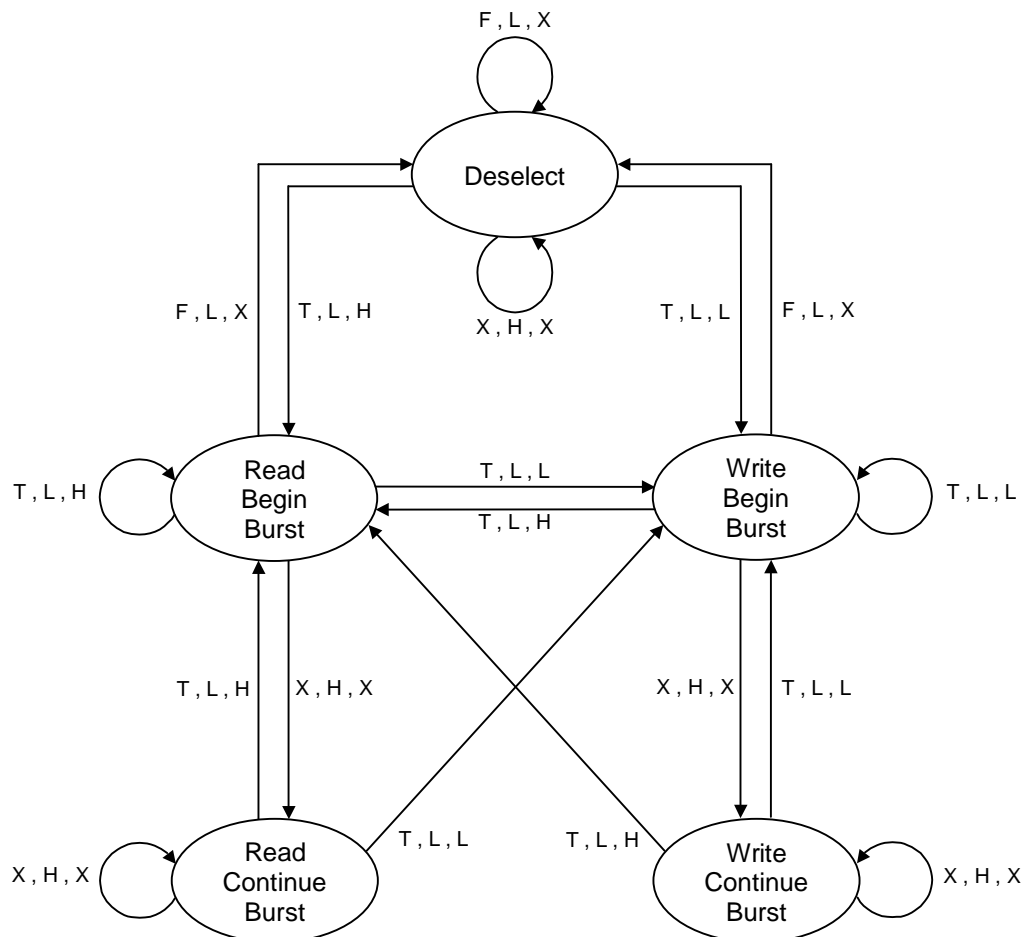 F , L , X
Deselect
X , H , X
F , L , X
T , L , H
T , L , L
F , L , X
T , L , H
Read
Begin
Burst
T , L , L
T , L , H
Write
Begin
Burst
T , L , L
T , L , H
X , H , X
X , H , X
T , L , L
X , H , X
Read
Continue
Burst
T , L , L
T , L , H
Write
Continue
Burst
X , H , X